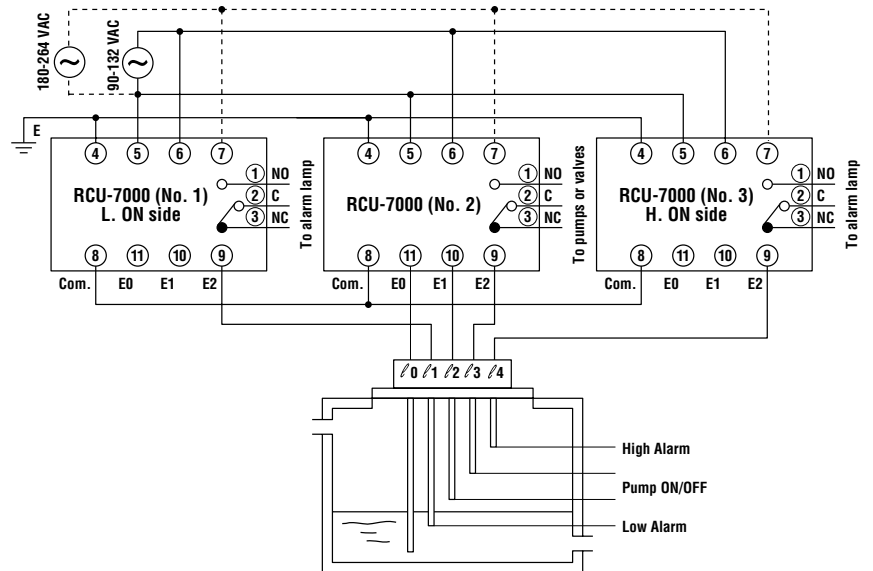 180-264 VAC
90-132 VAC
E
4 5 6 7
RCU-7000 (No. 1)
L. ON side
1 NO
2 C
3 NC
To alarm lamp
8 11 10 9
Com. E0 E1 E2
4 5 6 7
RCU-7000 (No. 2)
1 NO
2 C
3 NC
To pumps or valves
8 11 10 9
Com. E0 E1 E2
4 5 6 7
RCU-7000 (No. 3)
H. ON side
1 NO
2 C
3 NC
To alarm lamp
8 11 10 9
Com. E0 E1 E2
ℓ0 ℓ1 ℓ2 ℓ3 ℓ4
High Alarm
Pump ON/OFF
Low Alarm